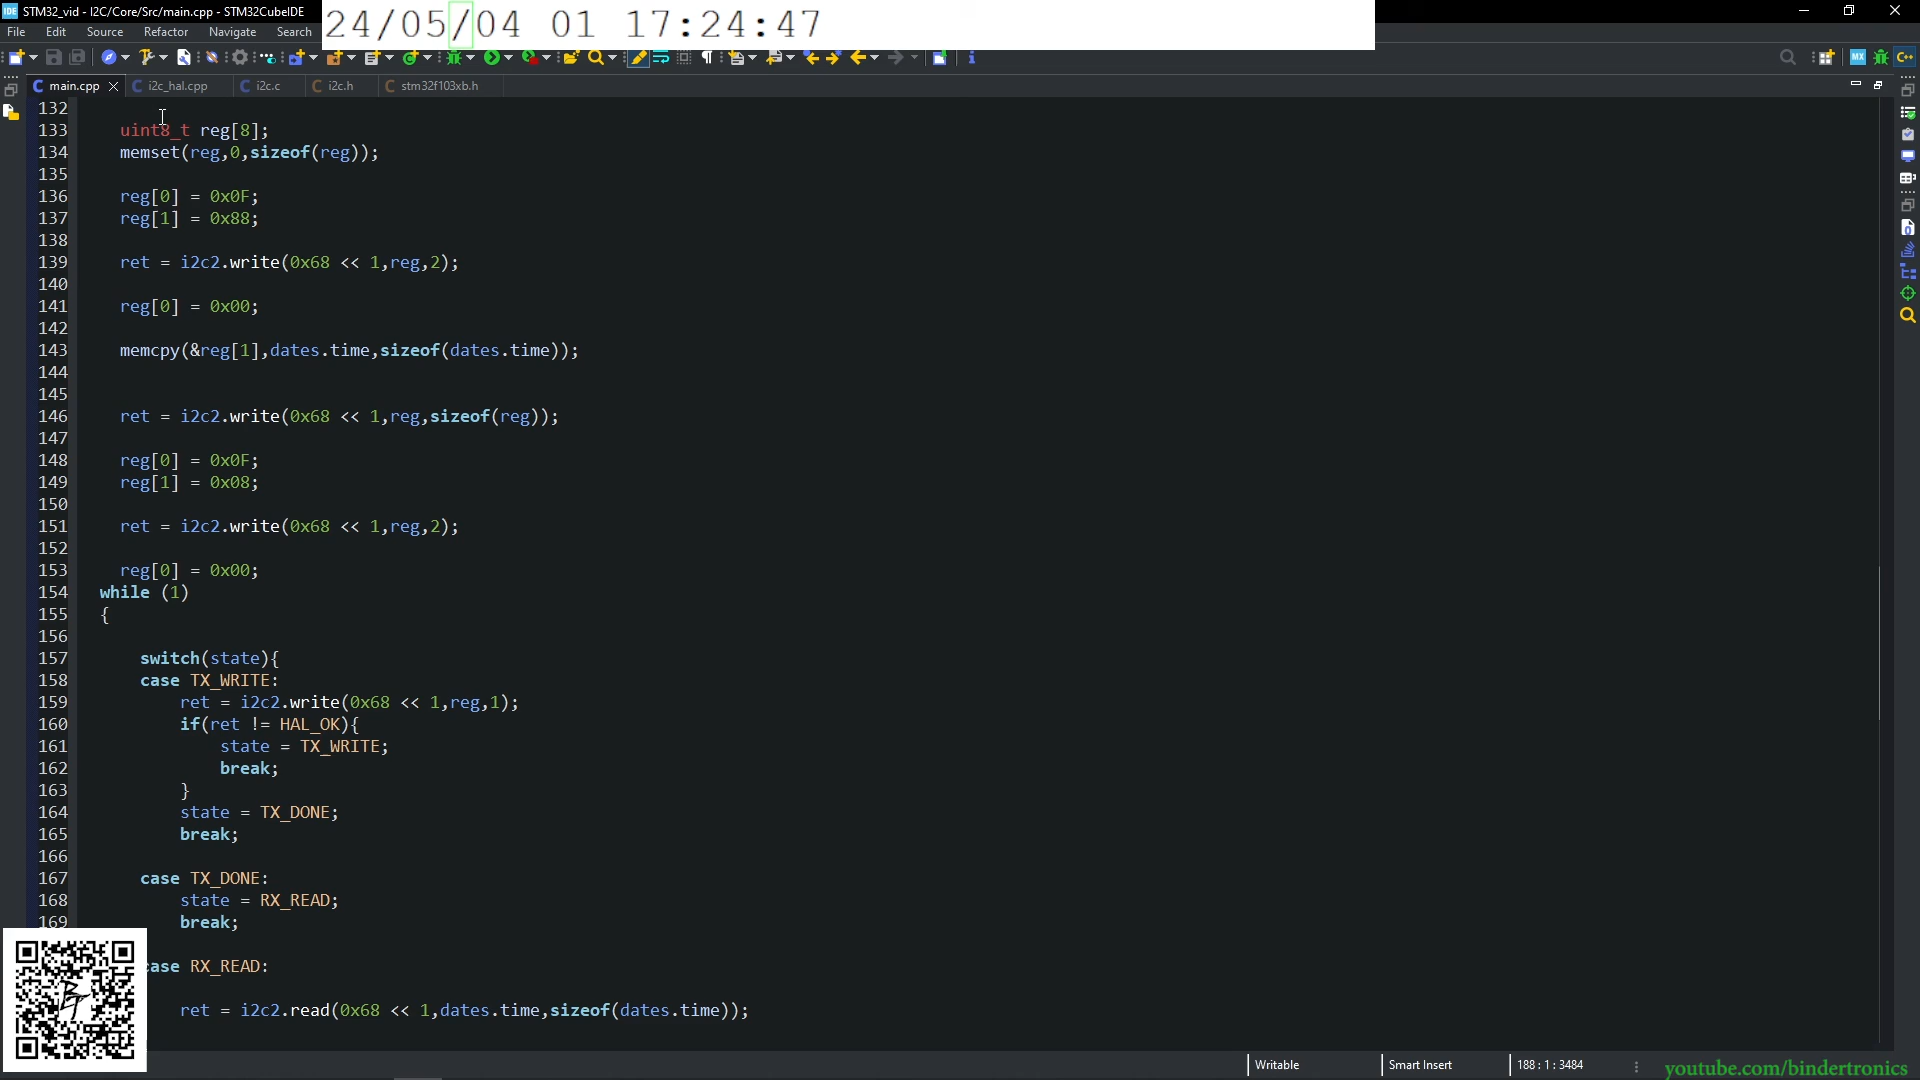 IDE STM32_vid - I2C/Core/Src/main.cpp - STM32CubeIDE
24/05/04 01 17:24:47
File Edit Source Refactor Navigate Search
MX C++
main.cpp i2c_hal.cpp i2c.c i2c.h stm32f103xb.h
132
133 uint8_t reg[8];
134 memset(reg,0,sizeof(reg));
135
136 reg[0] = 0x0F;
137 reg[1] = 0x88;
138
139 ret = i2c2.write(0x68 << 1,reg,2);
140
141 reg[0] = 0x00;
142
143 memcpy(&reg[1],dates.time,sizeof(dates.time));
144
145
146 ret = i2c2.write(0x68 << 1,reg,sizeof(reg));
147
148 reg[0] = 0x0F;
149 reg[1] = 0x08;
150
151 ret = i2c2.write(0x68 << 1,reg,2);
152
153 reg[0] = 0x00;
154 while (1)
155 {
156
157 switch(state){
158 case TX_WRITE:
159 ret = i2c2.write(0x68 << 1,reg,1);
160 if(ret != HAL_OK){
161 state = TX_WRITE;
162 break;
163 }
164 state = TX_DONE;
165 break;
166
167 case TX_DONE:
168 state = RX_READ;
169 break;
case RX_READ:
ret = i2c2.read(0x68 << 1,dates.time,sizeof(dates.time));
Writable Smart Insert 188 : 1 : 3484
youtube.com/bindertronics